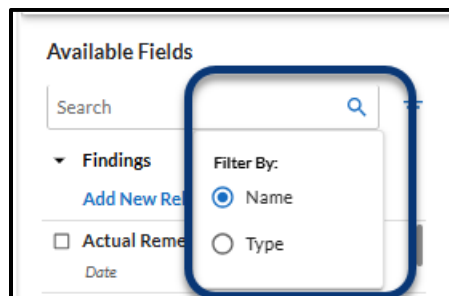 Available Fields
Search
Findings
Filter By:
Add New Rel
Name
Actual Reme
Type
Date